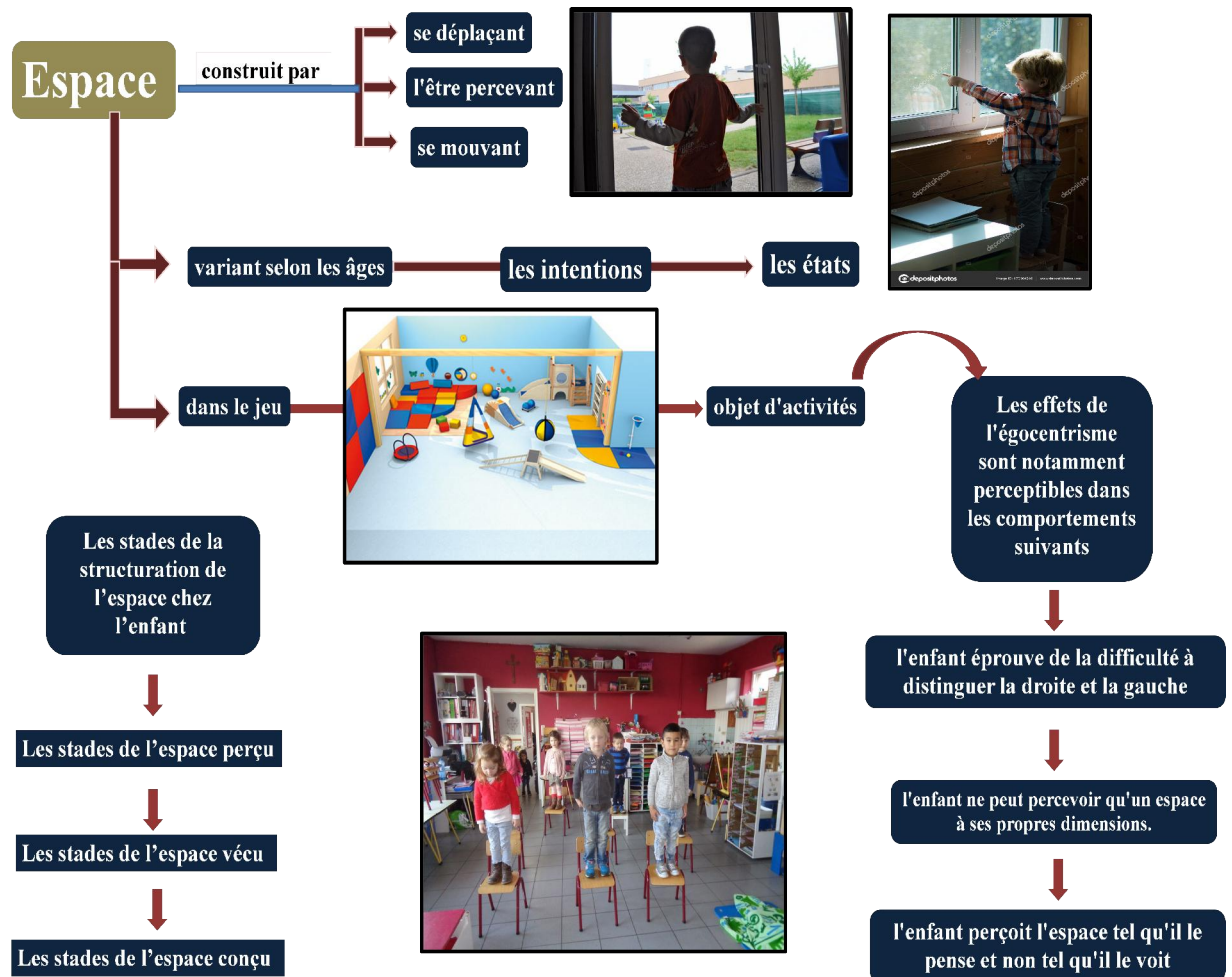 Espace
construit par
se déplaçant
l'être percevant
se mouvant
depositphotos
variant selon les âges
les intentions
les états
dans le jeu
objet d'activités
Les effets de
l'égocentrisme
sont notamment
perceptibles dans
les comportements
suivants
l'enfant éprouve de la difficulté à
distinguer la droite et la gauche
l'enfant ne peut percevoir qu'un espace
à ses propres dimensions.
l'enfant perçoit l'espace tel qu'il le
pense et non tel qu'il le voit
Les stades de la
structuration de
l’espace chez
l’enfant
Les stades de l’espace perçu
Les stades de l’espace vécu
Les stades de l’espace conçu